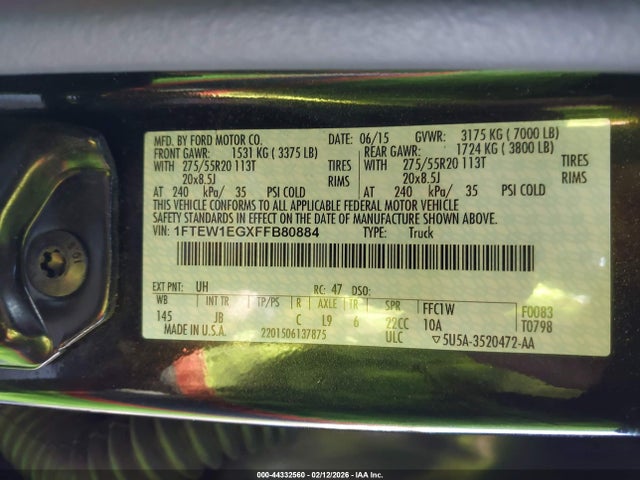 MFD. BY FORD MOTOR CO. DATE: 06/15 GVWR: 3175 KG ( 7000 LB)
FRONT GAWR: 1531 KG ( 3375 LB) REAR GAWR: 1724 KG ( 3800 LB)
WITH 275/55R20 113T TIRES WITH 275/55R20 113T TIRES
20x8.5J RIMS 20x8.5J RIMS
AT 240 kPa/ 35 PSI COLD AT 240 kPa/ 35 PSI COLD
THIS VEHICLE CONFORMS TO ALL APPLICABLE FEDERAL MOTOR VEHICLE
SAFETY STANDARDS IN EFFECT ON THE DATE OF MANUFACTURE SHOWN ABOVE.
VIN: 1FTEW1EGXFFB80884 TYPE: Truck
EXT PNT: UH RC: 47 DSO:
WB INT TR TP/PS R AXLE TR SPR FFC1W F0083
145 JB C L9 6 22CC 10A T0798
MADE IN U.S.A. 2201506137875 ULC ▽5U5A-3520472-AA
000-44332560 - 02/12/2026 - IAA Inc.